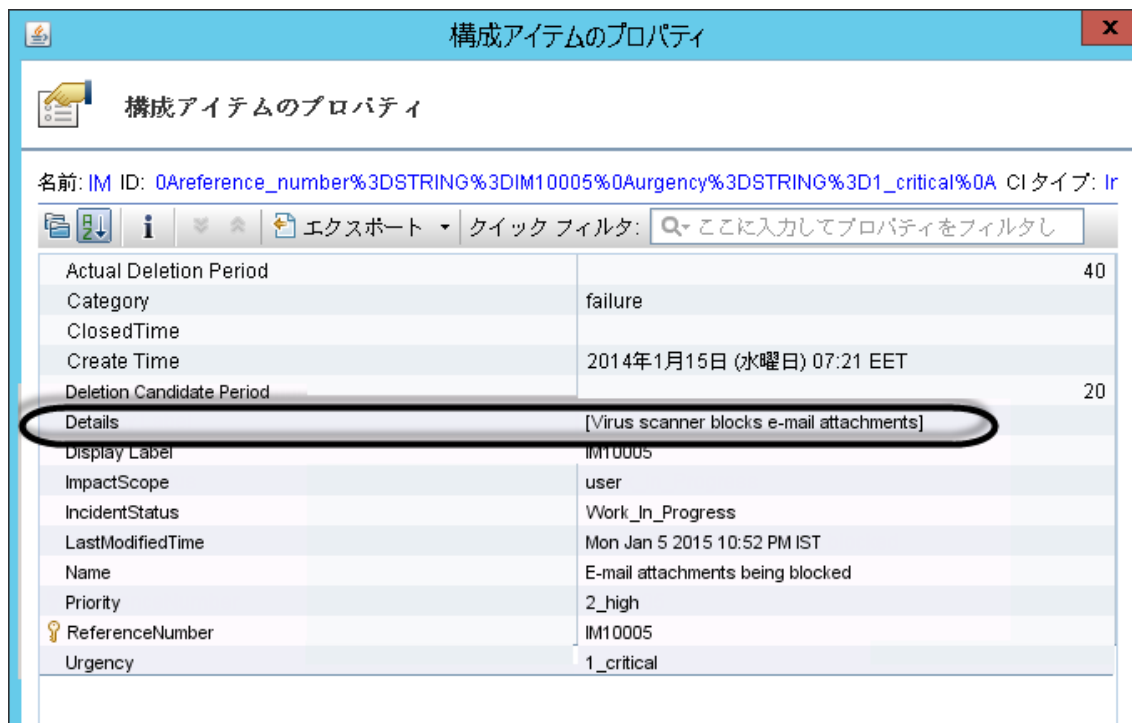 構成アイテムのプロパティ
x
構成アイテムのプロパティ
名前: IM ID: 0Areference_number%3DSTRING%3DIM10005%0Aurgency%3DSTRING%3D1_critical%0A CI タイプ: Ir
エクスポート クイック フィルタ: ここに入力してプロパティをフィルタし
Actual Deletion Period 40
Category failure
ClosedTime
Create Time 2014年1月15日 (水曜日) 07:21 EET
Deletion Candidate Period 20
Details [Virus scanner blocks e-mail attachments]
Display Label IM10005
ImpactScope user
IncidentStatus Work_In_Progress
LastModifiedTime Mon Jan 5 2015 10:52 PM IST
Name E-mail attachments being blocked
Priority 2_high
ReferenceNumber IM10005
Urgency 1_critical